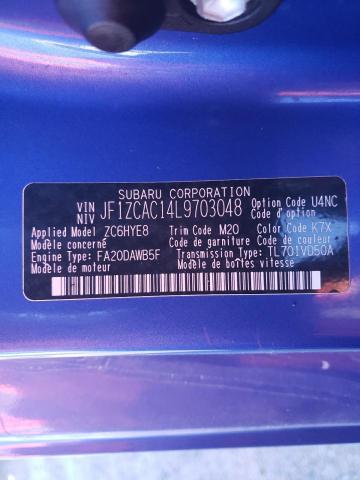 SUBARU CORPORATION
VIN NIV JF1ZCAC14L9703048 Option Code U4NC
Code d'option
Applied Model ZC6HYE8 Trim Code M20 Color Code K7X
Modèle concerné Code de garniture Code de couleur
Engine Type: FA20DAWB5F Transmission Type: TL701VD50A
Modèle de moteur Modèle de boîtes vitesse